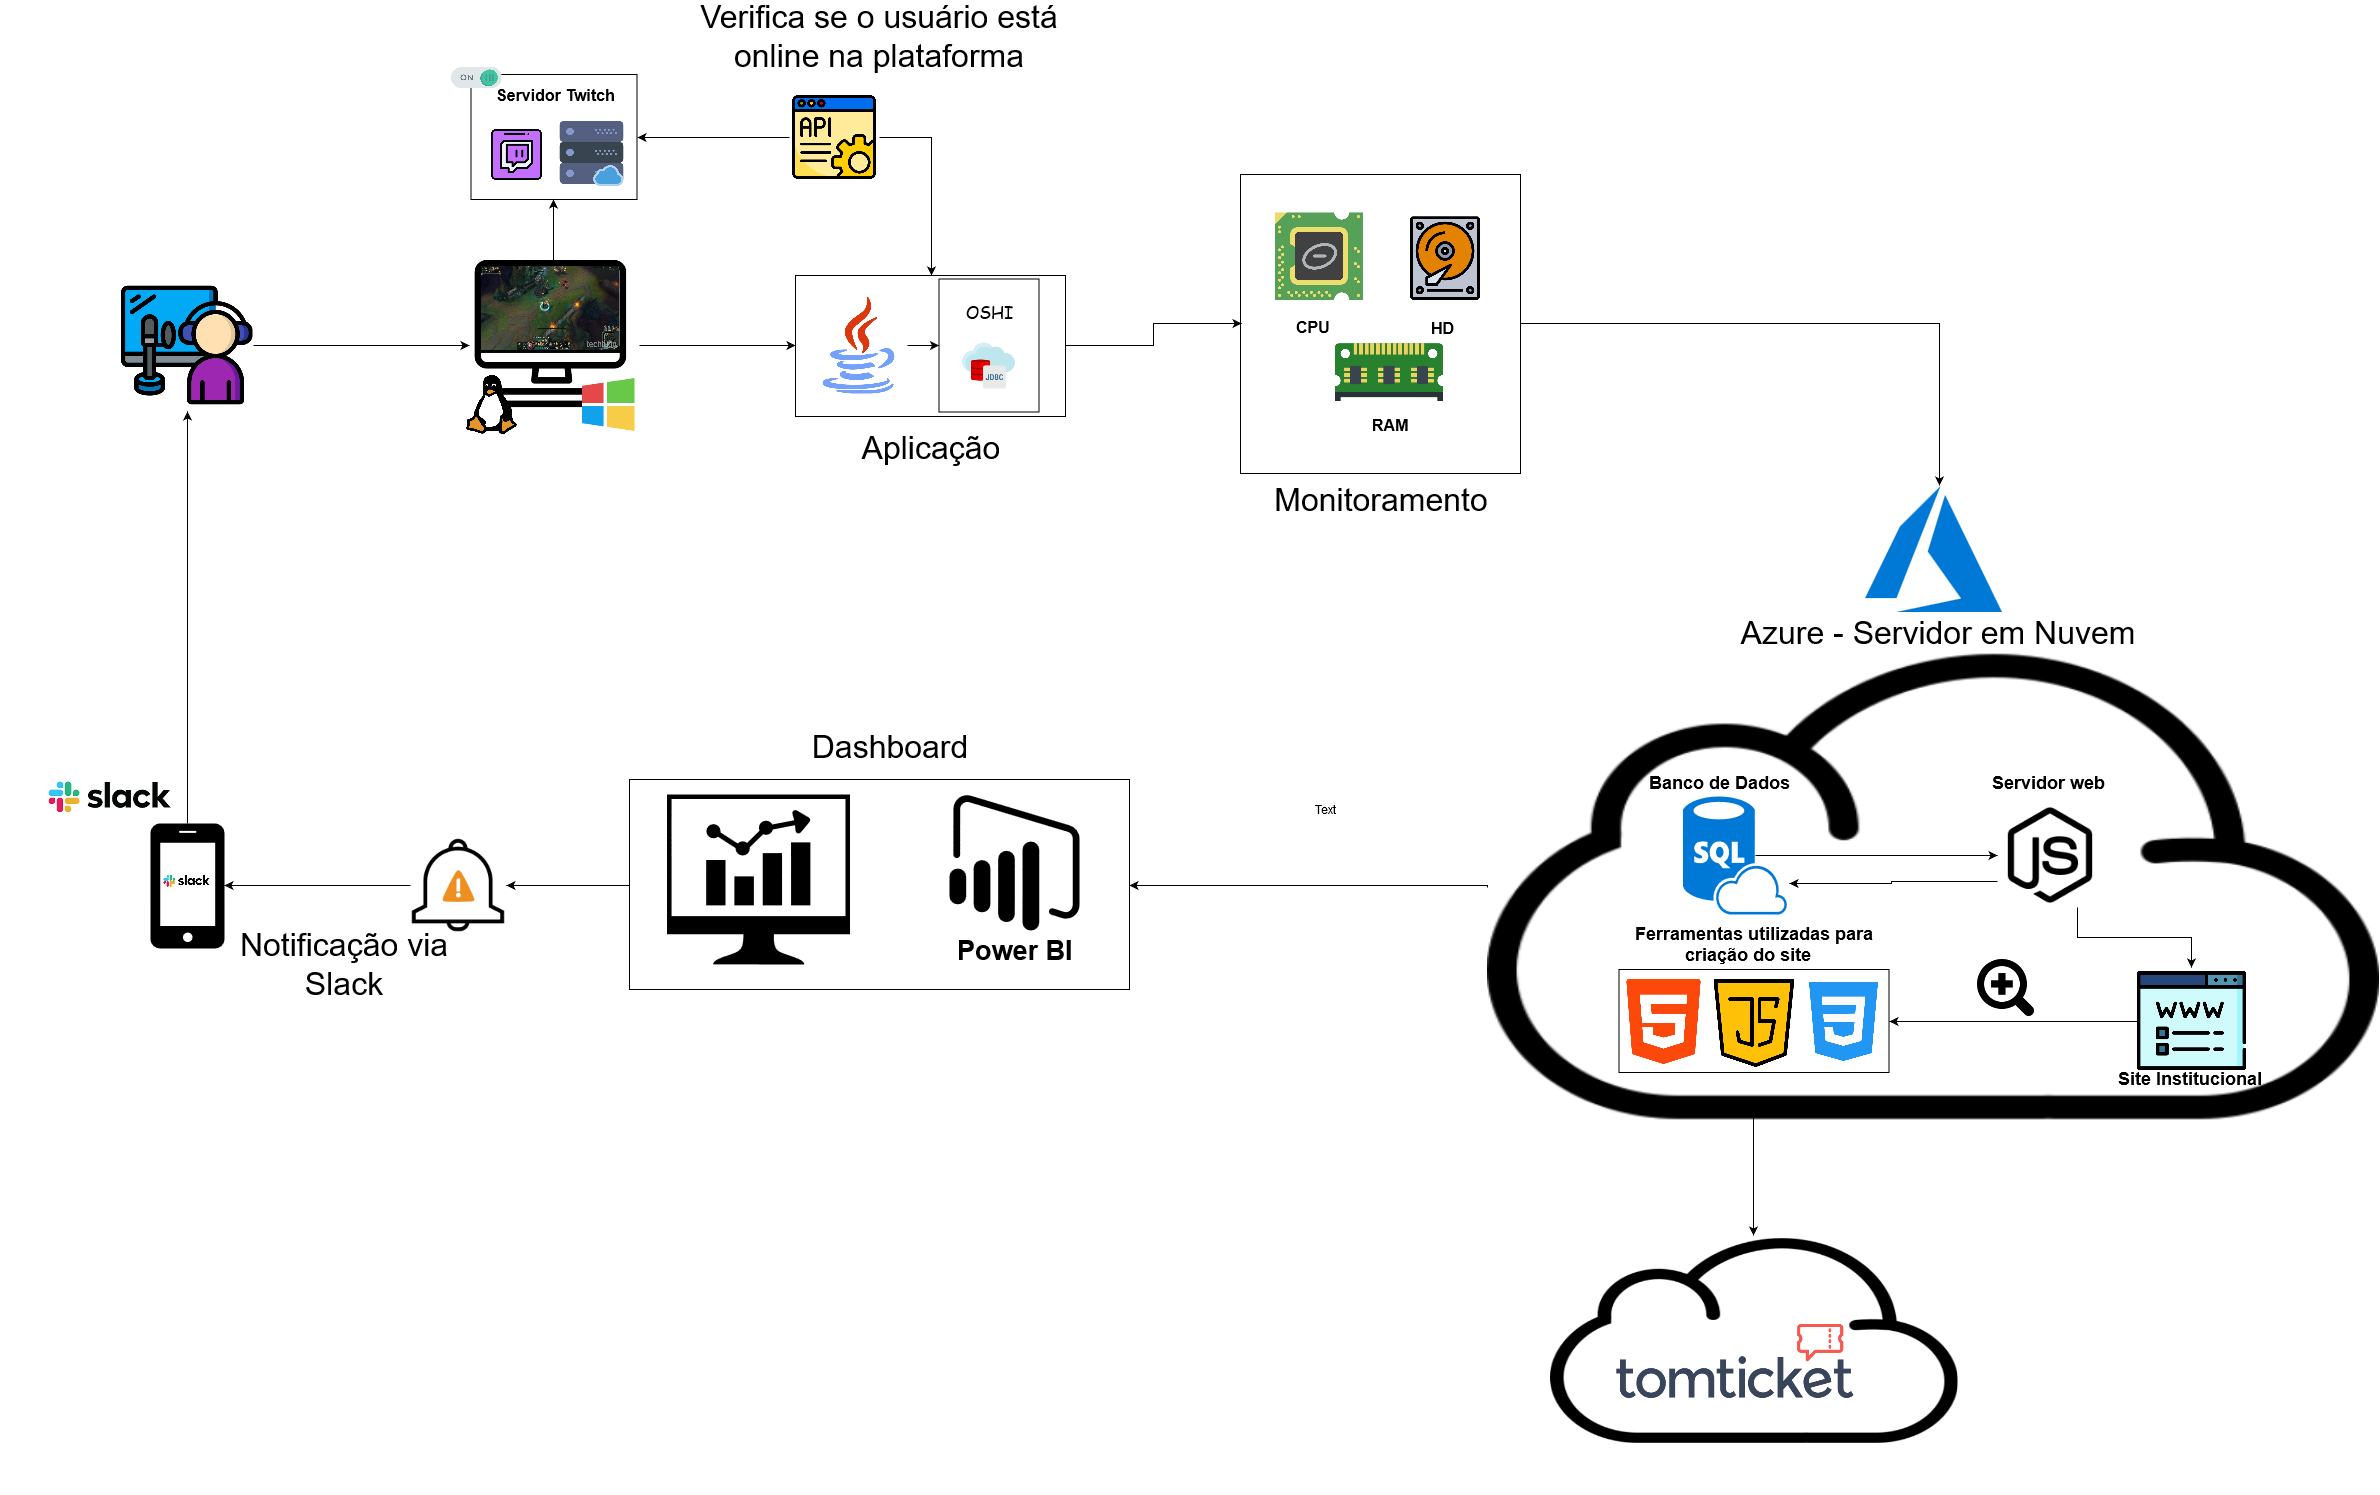 Verifica se o usuário está
online na plataforma
ON
Servidor Twitch
API
OSHI
JDBC
CPU
HD
RAM
Aplicação
Monitoramento
Azure - Servidor em Nuvem
Dashboard
slack
slack
Notificação via
Slack
Power BI
Text
Banco de Dados
Servidor web
SQL
JS
Ferramentas utilizadas para
criação do site
JS
WWW
Site Institucional
tomticket